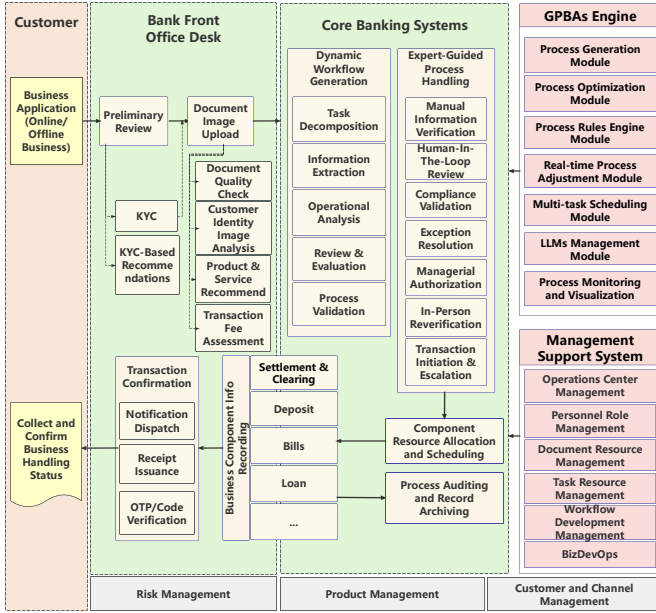 Customer
Business
Application
(Online/
Offline
Business)
Collect and
Confirm
Business
Handling
Status
Bank Front
Office Desk
Preliminary
Review
Document
Image
Upload
KYC
KYC-Based
Recomme
ndations
Document
Quality
Check
Customer
Identity
Image
Analysis
Product &
Service
Recommend
Transaction
Fee
Assessment
Transaction
Confirmation
Notification
Dispatch
Receipt
Issuance
OTP/Code
Verification
Business Component Info
Recording
Core Banking Systems
Dynamic
Workflow
Generation
Task
Decomposition
Information
Extraction
Operational
Analysis
Review &
Evaluation
Process
Validation
Expert-Guided
Process
Handling
Manual
Information
Verification
Human-In-
The-Loop
Review
Compliance
Validation
Exception
Resolution
Managerial
Authorization
In-Person
Reverification
Transaction
Initiation &
Escalation
Settlement &
Clearing
Deposit
Bills
Loan
...
Component
Resource Allocation
and Scheduling
Process Auditing
and Record
Archiving
GPBAs Engine
Process Generation
Module
Process Optimization
Module
Process Rules Engine
Module
Real-time Process
Adjustment Module
Multi-task Scheduling
Module
LLMs Management
Module
Process Monitoring
and Visualization
Management
Support System
Operations Center
Management
Personnel Role
Management
Document Resource
Management
Task Resource
Management
Workflow
Development
Management
BizDevOps
Risk Management
Product Management
Customer and Channel
Management